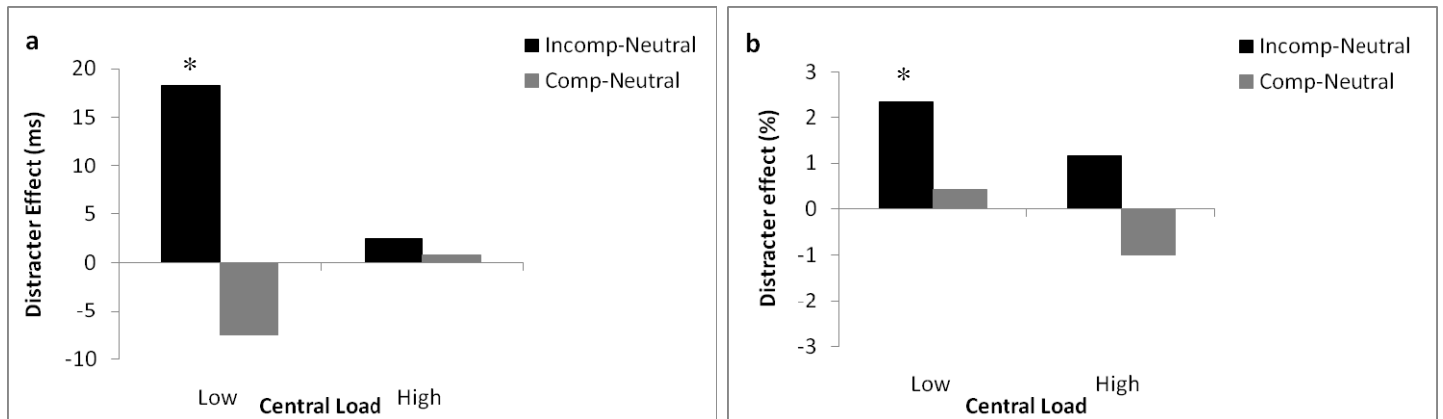 a
Incomp-Neutral
Comp-Neutral
*
Distracter Effect (ms)
20
15
10
5
0
-5
-10
Low
High
Central Load
b
Incomp-Neutral
Comp-Neutral
*
Distracter effect (%)
3
2
1
0
-1
-2
-3
Low
High
Central Load